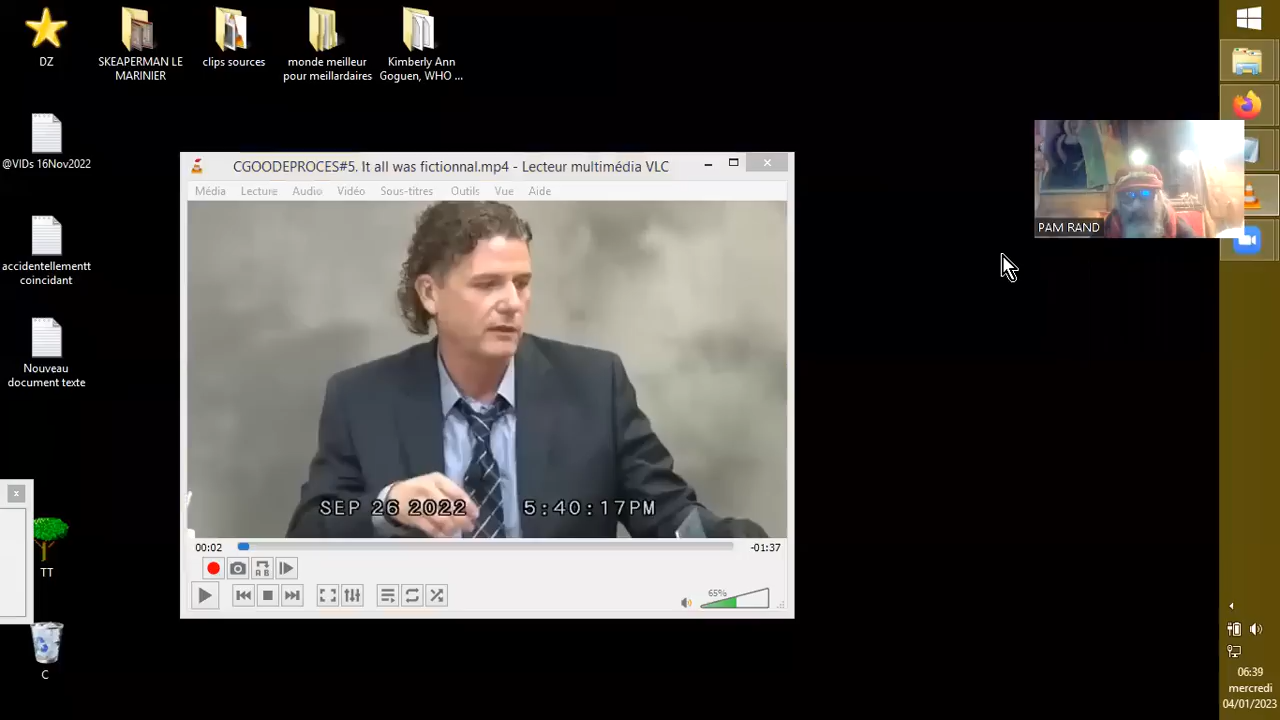 DZ
SKEAPERMAN LE
MARINIER
clips sources
monde meilleur
pour meillardaires
Kimberly Ann
Goguen, WHO ...
@VIDs 16Nov2022
accidentellementt
coincidant
Nouveau
document texte
TT
C
CGOODEPROCES#5. It all was fictionnal.mp4 - Lecteur multimédia VLC
Média Lecture Audio Vidéo Sous-titres Outils Vue Aide
SEP 26 2022 5:40:17PM
00:02
-01:37
65%
PAM RAND
06:39
mercredi
04/01/2023